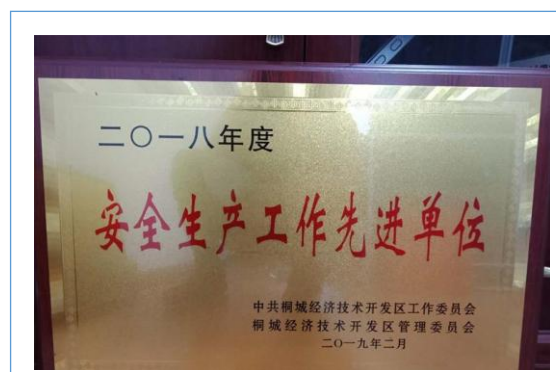 二〇一八年度
安全生产工作先进单位
中共桐城经济技术开发区工作委员会
桐城经济技术开发区管理委员会
二〇一九年二月